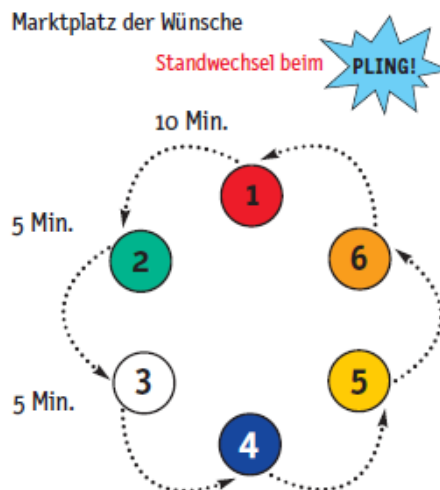 Marktplatz der Wünsche
Standwechsel beim
PLING!
10 Min.
1
5 Min.
2
6
3
5
5 Min.
4